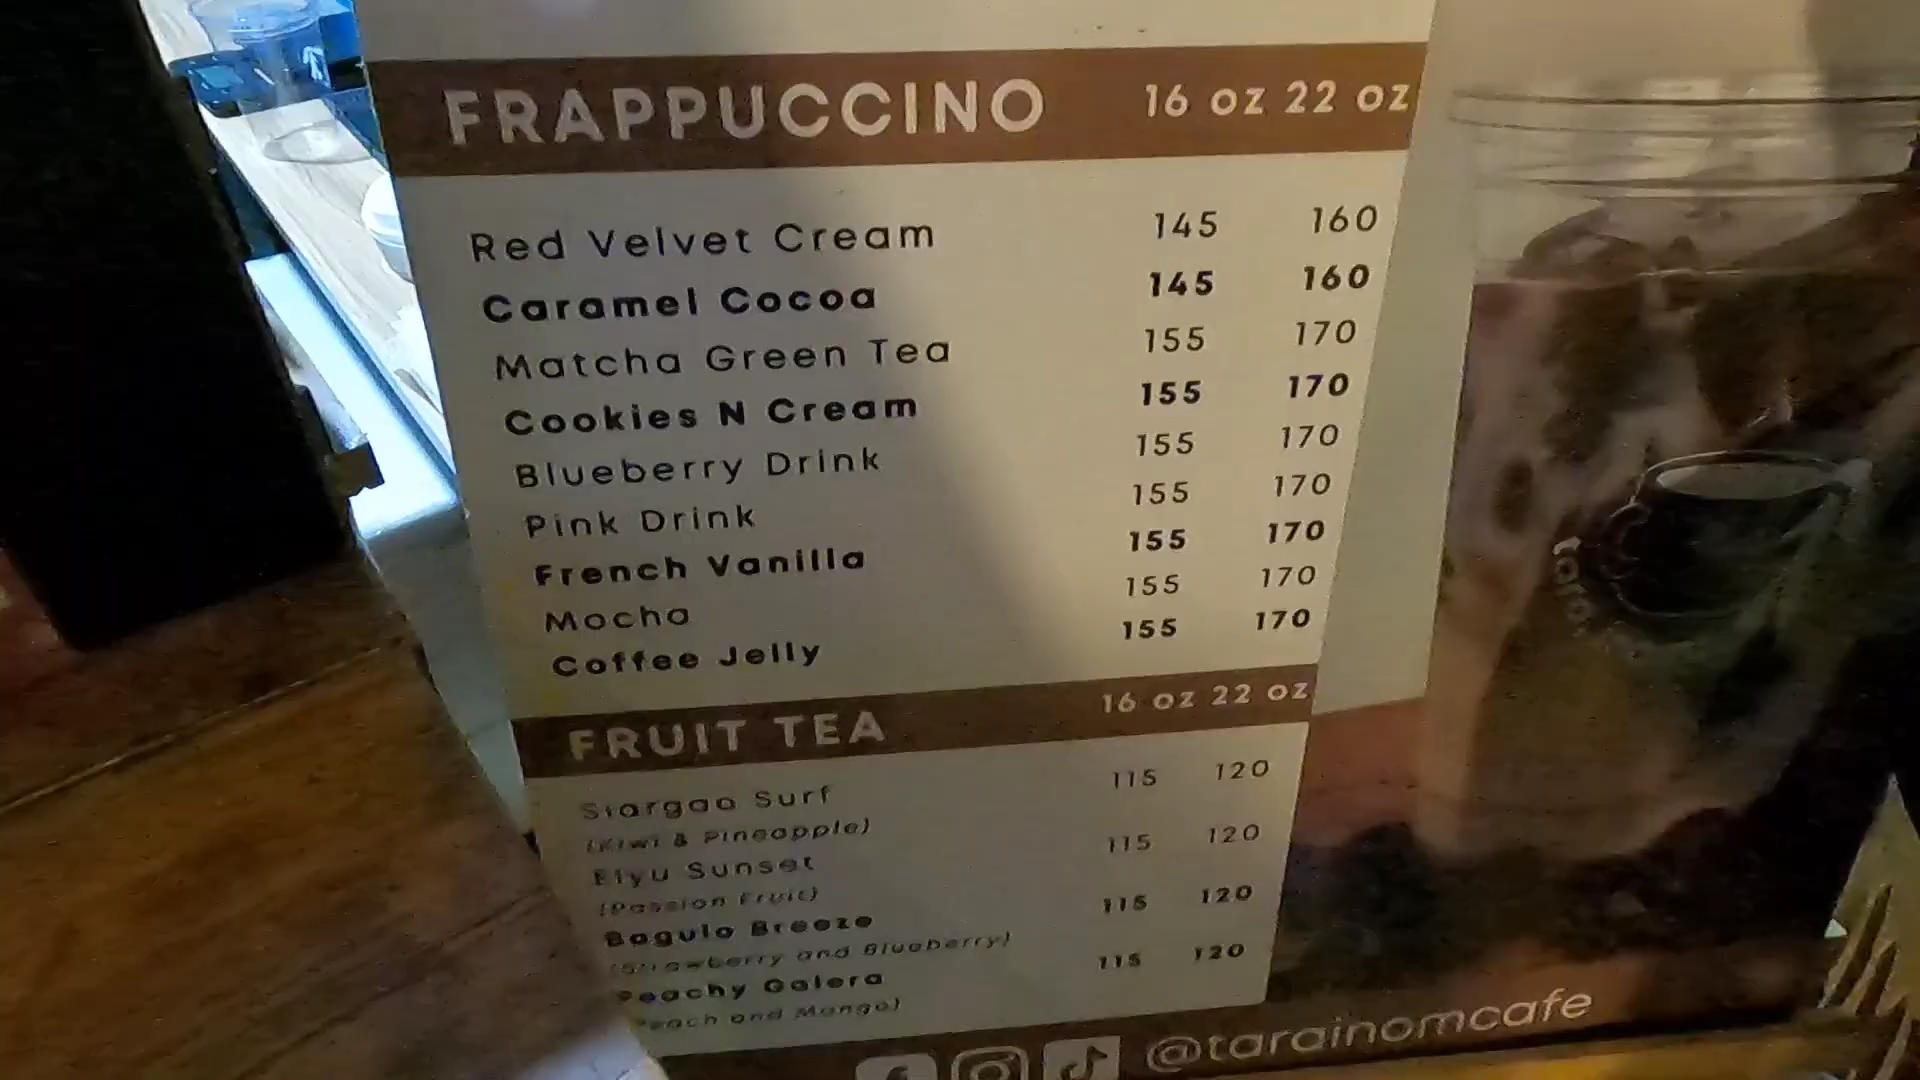 FRAPPUCCINO 16 oz 22 oz
Red Velvet Cream 145 160
Caramel Cocoa 145 160
Matcha Green Tea 155 170
Cookies N Cream 155 170
Blueberry Drink 155 170
Pink Drink 155 170
French Vanilla 155 170
Mocha 155 170
Coffee Jelly 155 170
FRUIT TEA 16 oz 22 oz
Siargao Surf 115 120
(Kiwi & Pineapple)
Elyu Sunset 115 120
(Passion Fruit)
Baguio Breeze 115 120
(Strawberry and Blueberry)
Peachy Galera 115 120
Peach and Mango)
@tarainomcafe